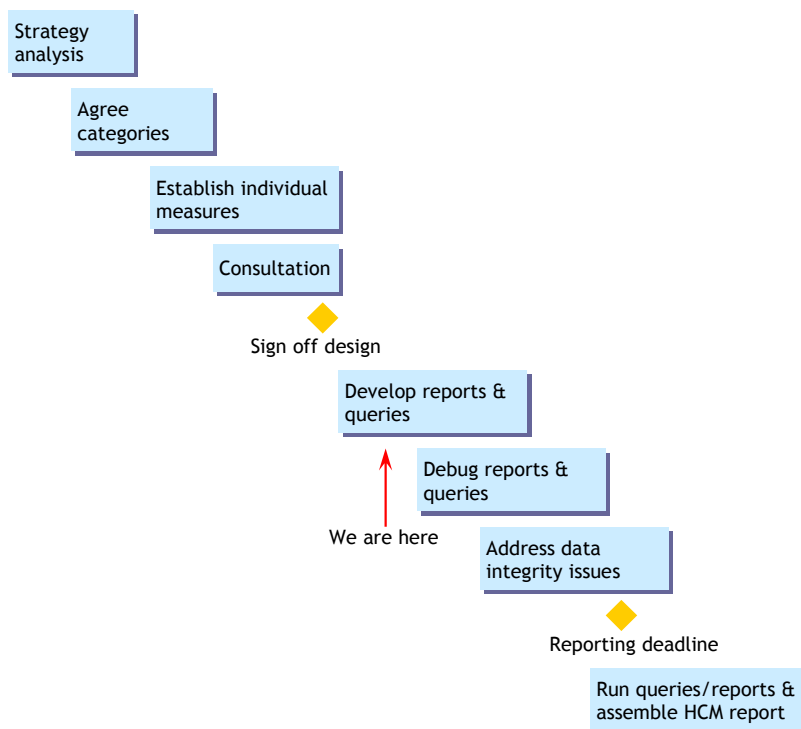 Strategy
analysis
Agree
categories
Establish individual
measures
Consultation
Sign off design
Develop reports &
queries
Debug reports &
queries
We are here
Address data
integrity issues
Reporting deadline
Run queries/reports &
assemble HCM report